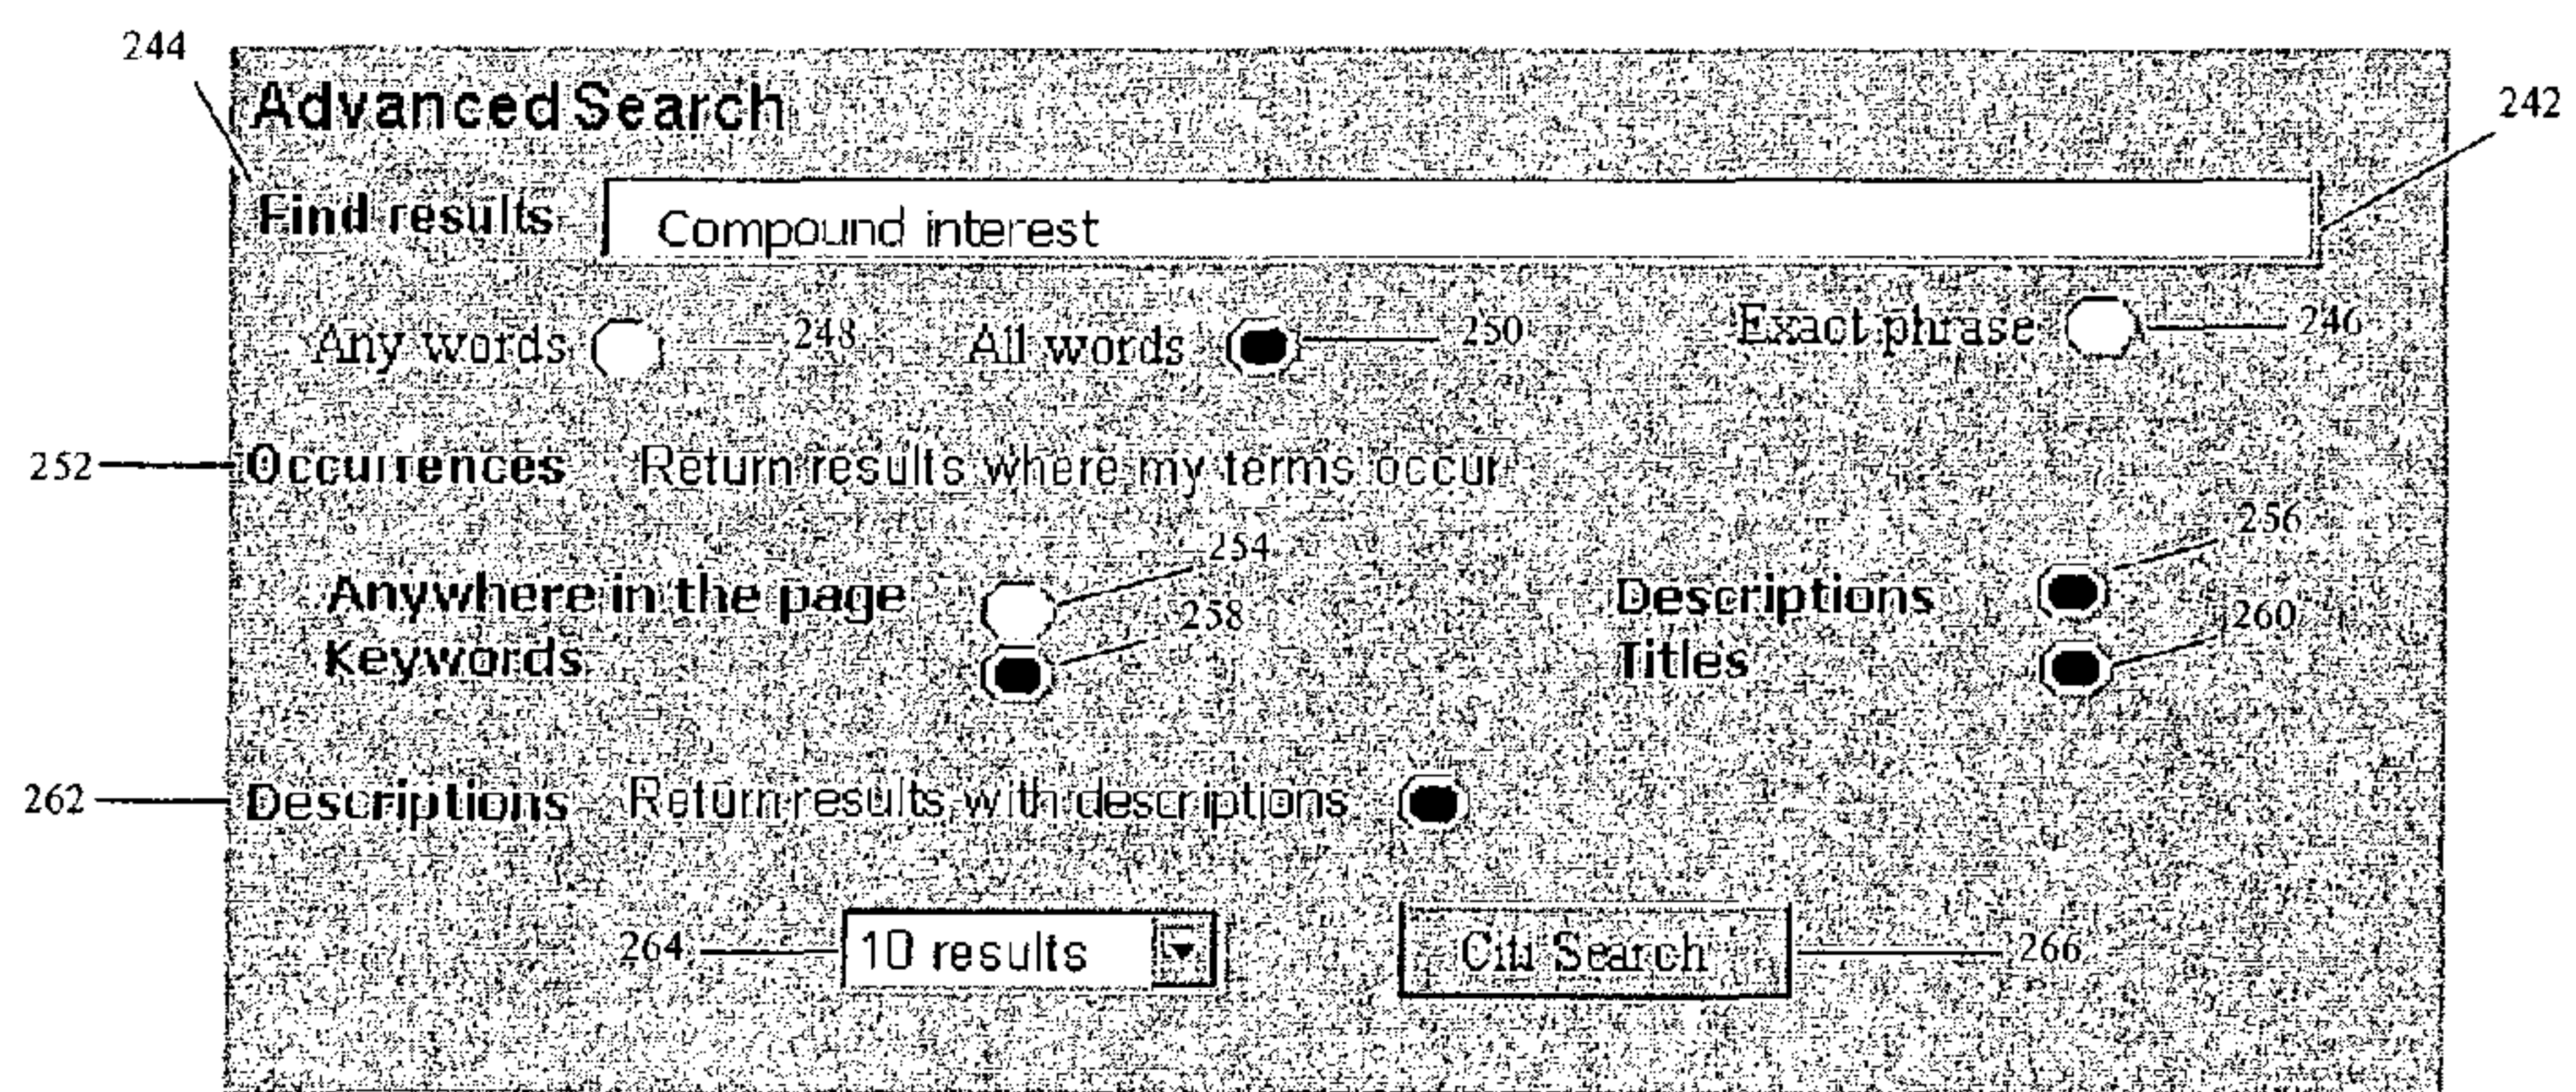 244
Advanced Search
242
Find results Compound interest
Any words 248 All words 250 Exact phrase 246
252 Occurrences Return results where my terms occur
256
254
Anywhere in the page Descriptions
258 260
Keywords Titles
262 Descriptions Return results with descriptions
264 10 results Citi Search 266